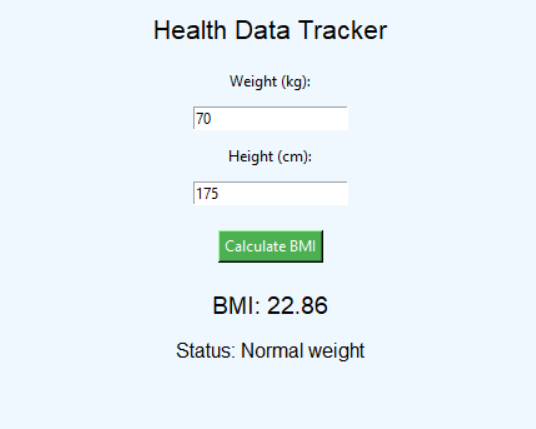 Health Data Tracker
Weight (kg):
70
Height (cm):
175
Calculate BMI
BMI: 22.86
Status: Normal weight